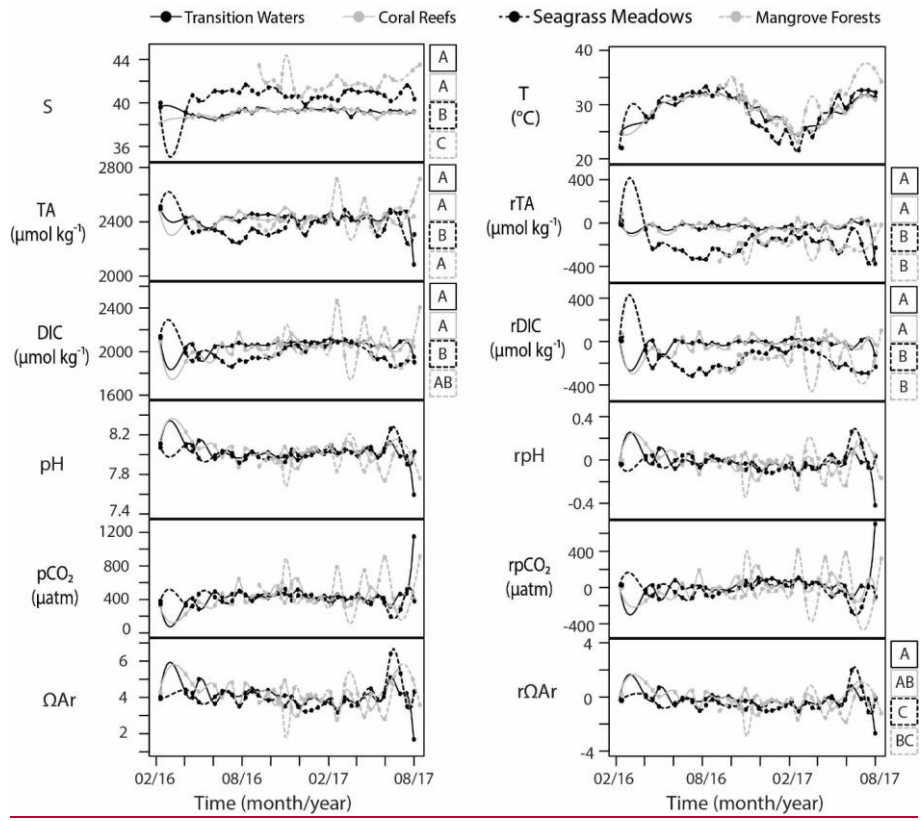 Transition Waters Coral Reefs Seagrass Meadows Mangrove Forests
S
44
40
36
A
A
B
C
T
(°C)
40
30
20
TA
(μmol kg⁻¹)
2800
2400
2000
A
A
B
A
rTA
(μmol kg⁻¹)
400
0
-400
A
A
B
B
DIC
(μmol kg⁻¹)
2400
2000
1600
A
A
B
AB
rDIC
(μmol kg⁻¹)
400
0
-400
A
A
B
B
pH
8.2
7.8
7.4
rpH
0.4
0
-0.4
pCO₂
(μatm)
1200
800
400
0
rpCO₂
(μatm)
400
0
-400
ΩAr
6
4
2
rΩAr
4
0
-4
A
AB
C
BC
02/16 08/16 02/17 08/17
Time (month/year)
02/16 08/16 02/17 08/17
Time (month/year)